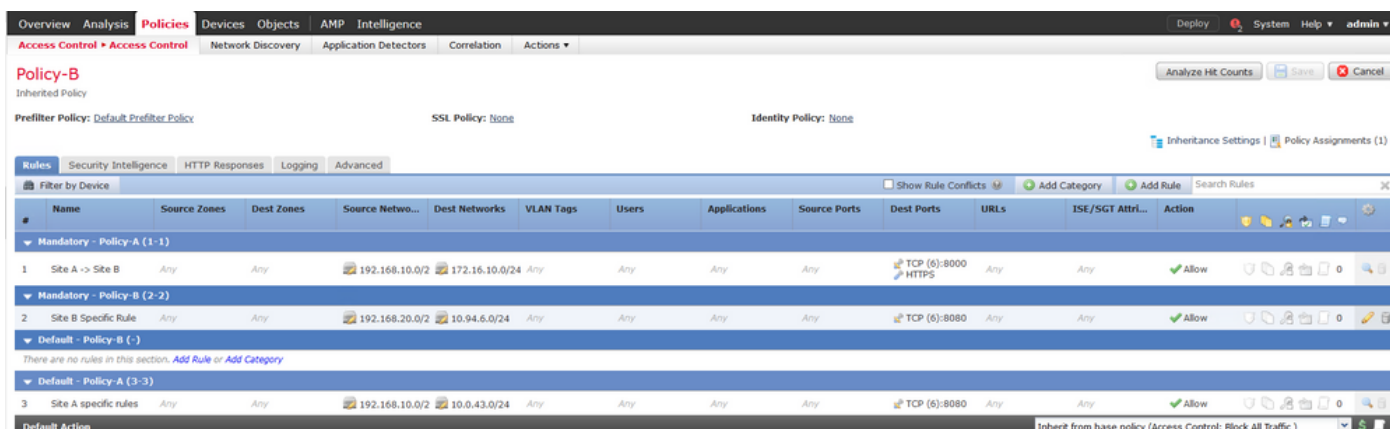 Overview Analysis Policies Devices Objects AMP Intelligence Deploy System Help ▾ admin ▾
Access Control ▸ Access Control Network Discovery Application Detectors Correlation Actions ▾
Policy-B Analyze Hit Counts Save Cancel
Inherited Policy
Prefilter Policy: Default Prefilter Policy SSL Policy: None Identity Policy: None
Inheritance Settings | Policy Assignments (1)
Rules Security Intelligence HTTP Responses Logging Advanced
Filter by Device Show Rule Conflicts Add Category Add Rule Search Rules
# Name Source Zones Dest Zones Source Netwo... Dest Networks VLAN Tags Users Applications Source Ports Dest Ports URLs ISE/SGT Attri... Action
Mandatory - Policy-A (1-1)
1 Site A -> Site B Any Any 192.168.10.0/2 172.16.10.0/24 Any Any Any Any TCP (6):8000 Any Any Allow 0
HTTPS
Mandatory - Policy-B (2-2)
2 Site B Specific Rule Any Any 192.168.20.0/2 10.94.6.0/24 Any Any Any Any TCP (6):8080 Any Any Allow 0
Default - Policy-B (-)
There are no rules in this section. Add Rule or Add Category
Default - Policy-A (3-3)
3 Site A specific rules Any Any 192.168.10.0/2 10.0.43.0/24 Any Any Any Any TCP (6):8080 Any Any Allow 0
Default Action Inherit from base policy (Access Control: Block All Traffic )